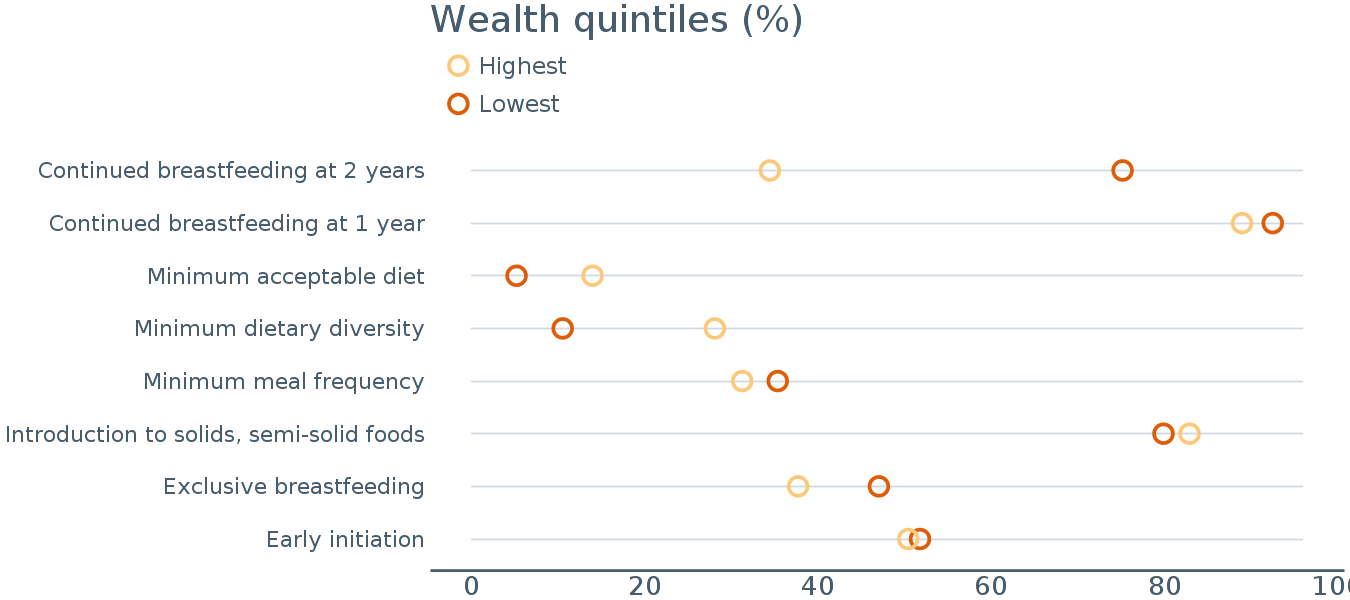 Wealth quintiles (%)
Highest
Lowest
Continued breastfeeding at 2 years
Continued breastfeeding at 1 year
Minimum acceptable diet
Minimum dietary diversity
Minimum meal frequency
Introduction to solids, semi-solid foods
Exclusive breastfeeding
Early initiation
0 20 40 60 80 100